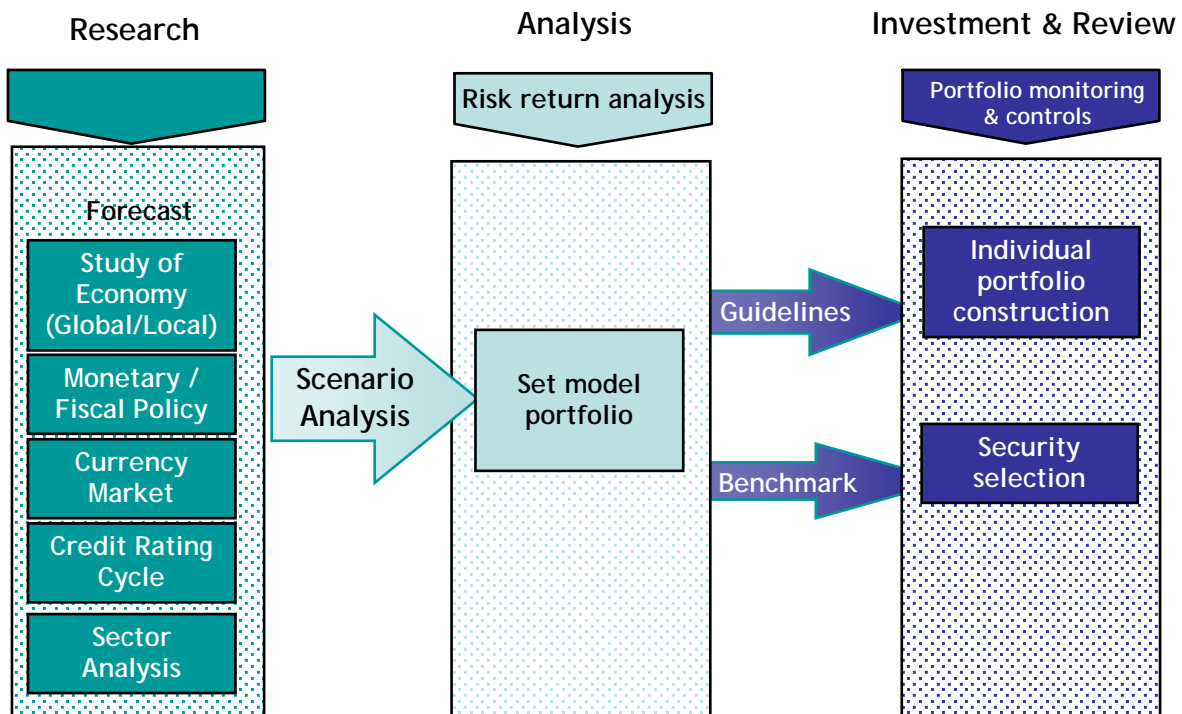 Research
Analysis
Investment & Review
Risk return analysis
Portfolio monitoring
& controls
Forecast
Study of
Economy
(Global/Local)
Monetary /
Fiscal Policy
Currency
Market
Credit Rating
Cycle
Sector
Analysis
Scenario
Analysis
Set model
portfolio
Guidelines
Benchmark
Individual
portfolio
construction
Security
selection